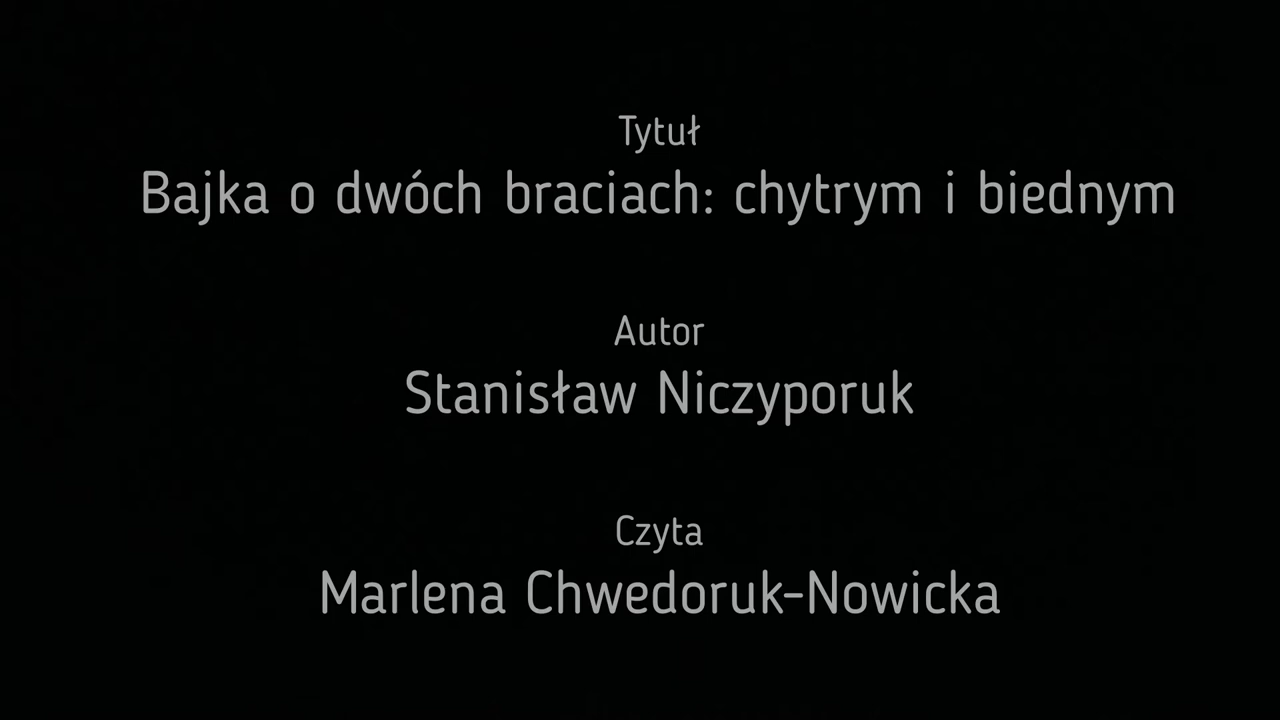 Tytuł
Bajka o dwóch braciach: chytrym i biednym
Autor
Stanisław Niczyporuk
Czyta
Marlena Chwedoruk-Nowicka